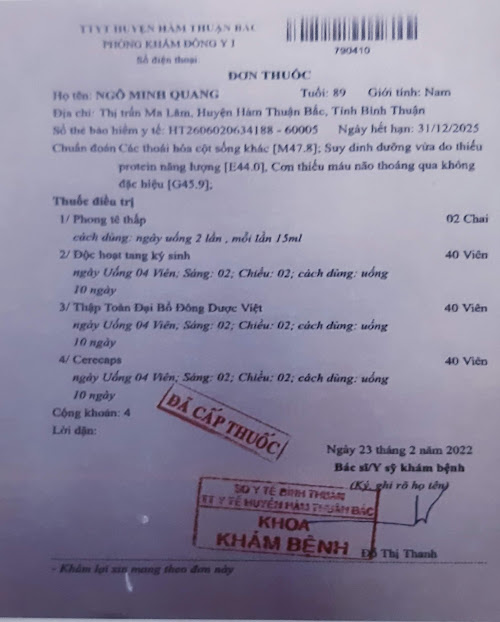 TTYT HUYỆN HÀM THUẬN BẮC
PHÒNG KHÁM ĐÔNG Y 1
Số điện thoại
790410
ĐƠN THUỐC
Họ tên: NGÔ MINH QUANG Tuổi: 89 Giới tính: Nam
Địa chỉ: Thị trấn Ma Lâm, Huyện Hàm Thuận Bắc, Tỉnh Bình Thuận
Số thẻ bảo hiểm y tế: HT2606020634188 - 60005 Ngày hết hạn: 31/12/2025
Chuẩn đoán Các thoái hóa cột sống khác [M47.8]; Suy dinh dưỡng vừa do thiếu
protein năng lượng [E44.0], Cơn thiếu máu não thoáng qua không
đặc hiệu [G45.9];
Thuốc điều trị
1/ Phong tê thấp 02 Chai
cách dùng: ngày uống 2 lần , mỗi lần 15ml
2/ Độc hoạt tang ký sinh 40 Viên
ngày Uống 04 Viên; Sáng: 02; Chiều: 02; cách dùng: uống
10 ngày
3/ Thập Toàn Đại Bổ Đông Dược Việt 40 Viên
ngày Uống 04 Viên; Sáng: 02; Chiều: 02; cách dùng: uống
10 ngày
4/ Cerecaps 40 Viên
ngày Uống 04 Viên; Sáng: 02; Chiều: 02; cách dùng: uống
10 ngày
Cộng khoản: 4
ĐÃ CẤP THUỐC
Lời dặn:
Ngày 23 tháng 2 năm 2022
Bác sĩ/Y sỹ khám bệnh
(Ký, ghi rõ họ tên)
SỞ Y TẾ BÌNH THUẬN
TT Y TẾ HUYỆN HÀM THUẬN BẮC
KHOA
KHÁM BỆNH
Đỗ Thị Thanh
- Khám lại xin mang theo đơn này